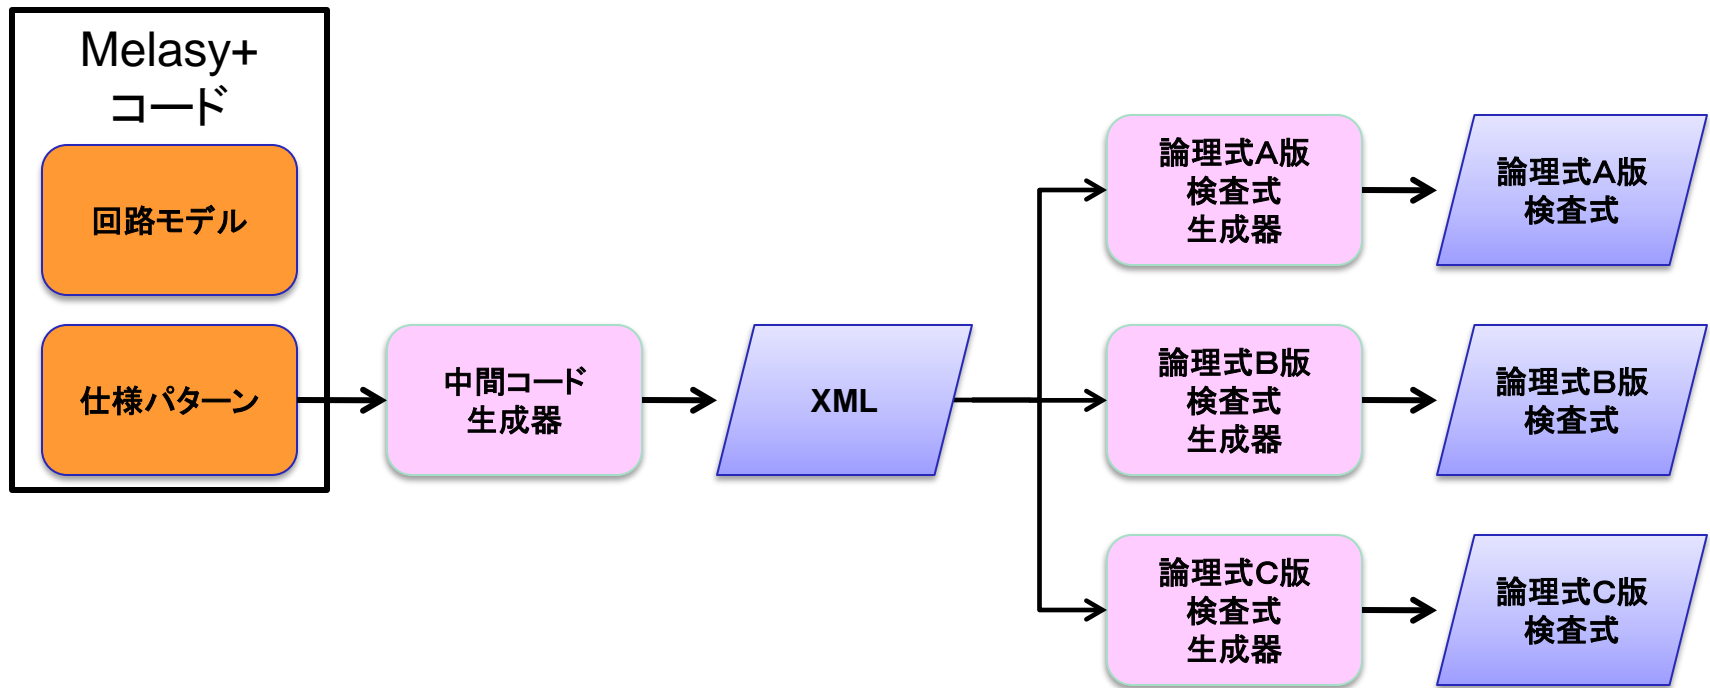 Melasy+
コード
回路モデル
仕様パターン
中間コード
生成器
XML
論理式A版
検査式
生成器
論理式A版
検査式
論理式B版
検査式
生成器
論理式B版
検査式
論理式C版
検査式
生成器
論理式C版
検査式